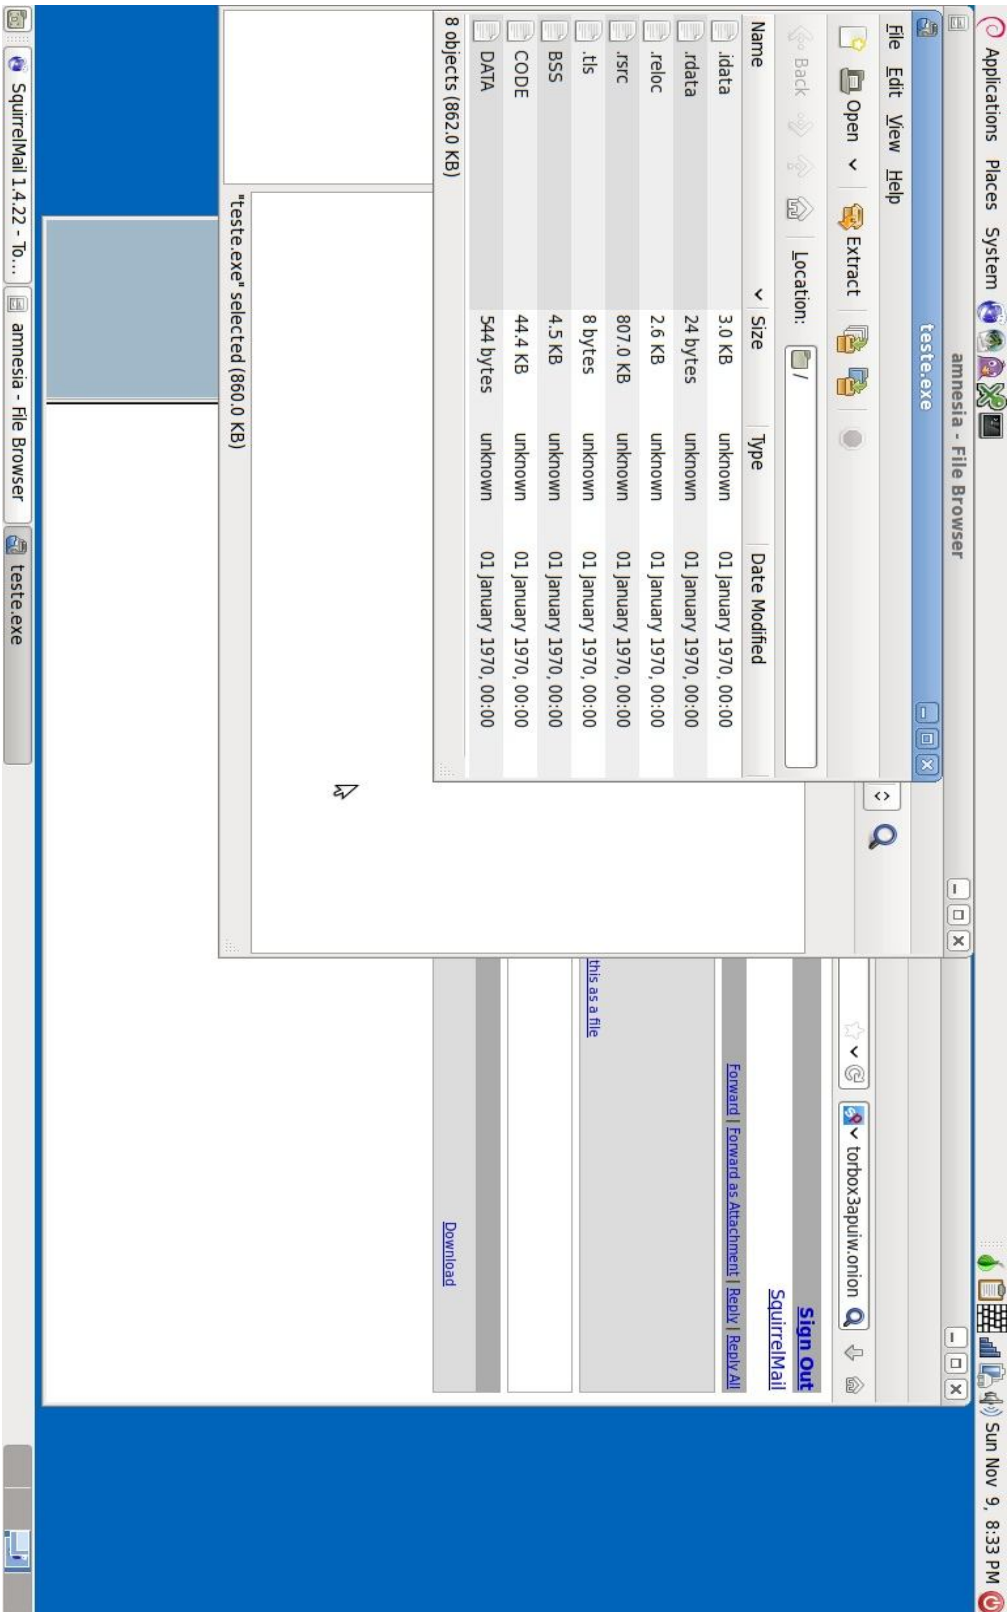 Applications Places System
Sun Nov 9, 8:33 PM
amnesia - File Browser
teste.exe
File Edit View Help
Open Extract
Back Location: /
Name Size Type Date Modified
.idata 3.0 KB unknown 01 January 1970, 00:00
.rdata 24 bytes unknown 01 January 1970, 00:00
.reloc 2.6 KB unknown 01 January 1970, 00:00
.rsrc 807.0 KB unknown 01 January 1970, 00:00
.tls 8 bytes unknown 01 January 1970, 00:00
BSS 4.5 KB unknown 01 January 1970, 00:00
CODE 44.4 KB unknown 01 January 1970, 00:00
DATA 544 bytes unknown 01 January 1970, 00:00
8 objects (862.0 KB)
"teste.exe" selected (860.0 KB)
torbox3apuiw.onion
Sign Out
SquirrelMail
Forward | Forward as Attachment | Reply | Reply All
this as a file
Download
SquirrelMail 1.4.22 - To...
amnesia - File Browser
teste.exe